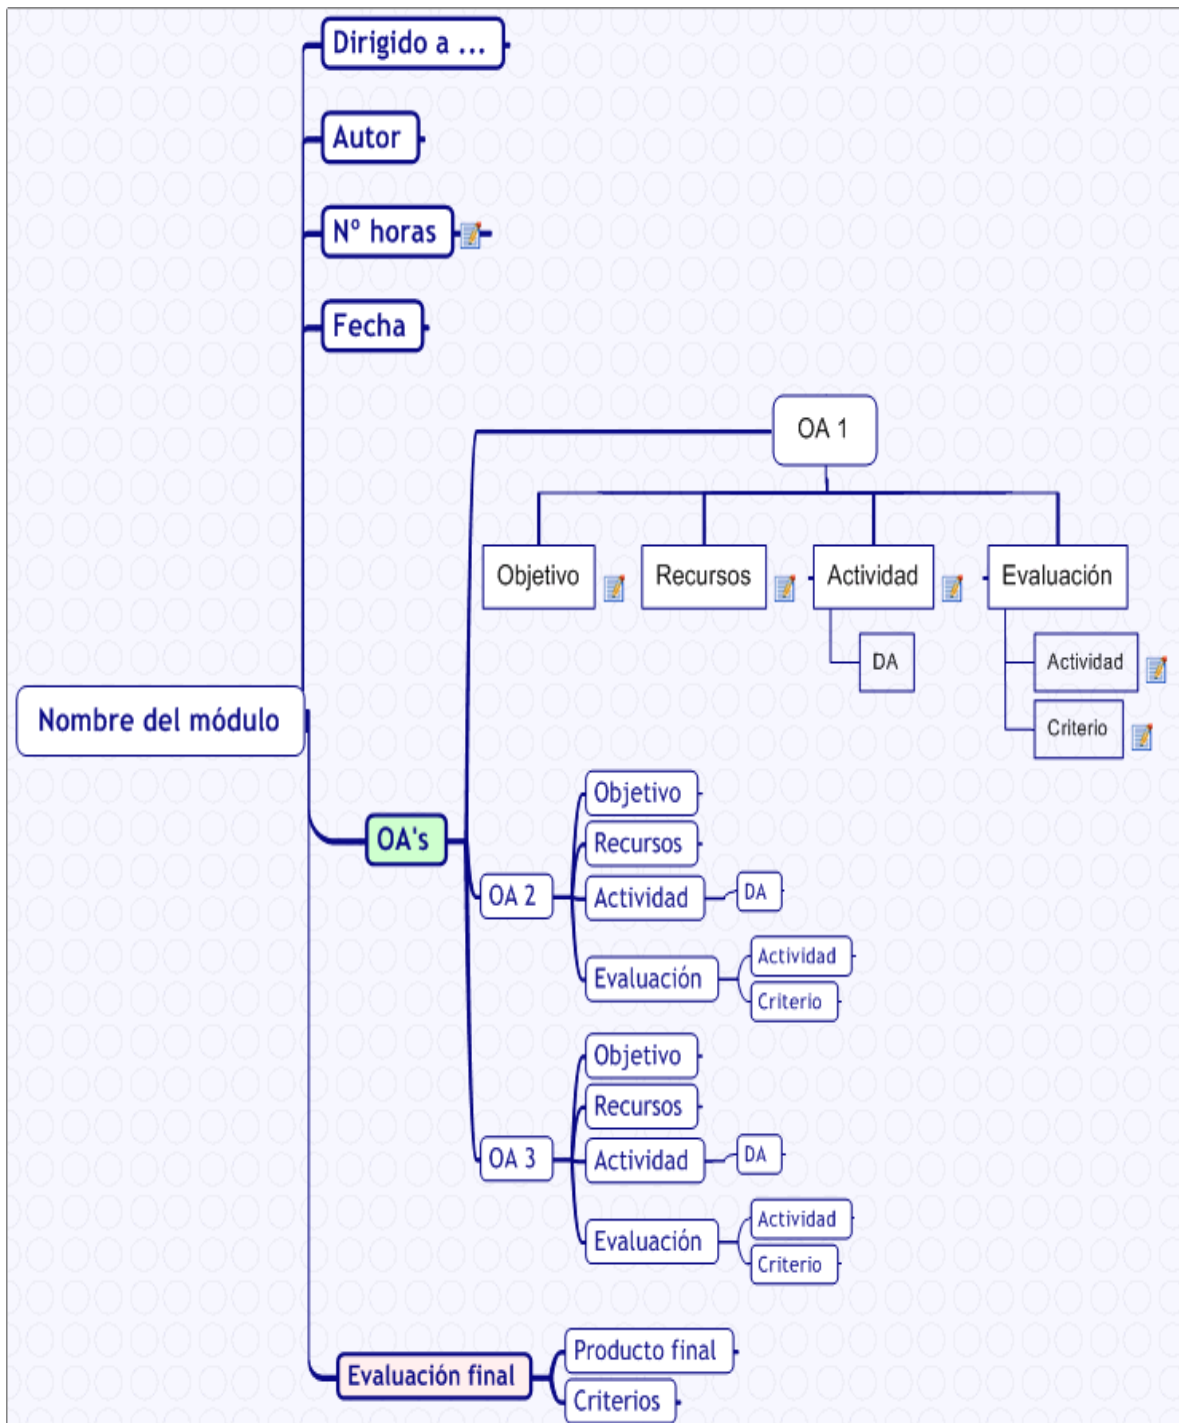 Dirigido a ...
Autor
Nº horas
Fecha
OA 1
Objetivo
Recursos
Actividad
Evaluación
DA
Actividad
Criterio
Nombre del módulo
OA's
OA 2
Objetivo
Recursos
Actividad
DA
Evaluación
Actividad
Criterio
OA 3
Objetivo
Recursos
Actividad
DA
Evaluación
Actividad
Criterio
Evaluación final
Producto final
Criterios